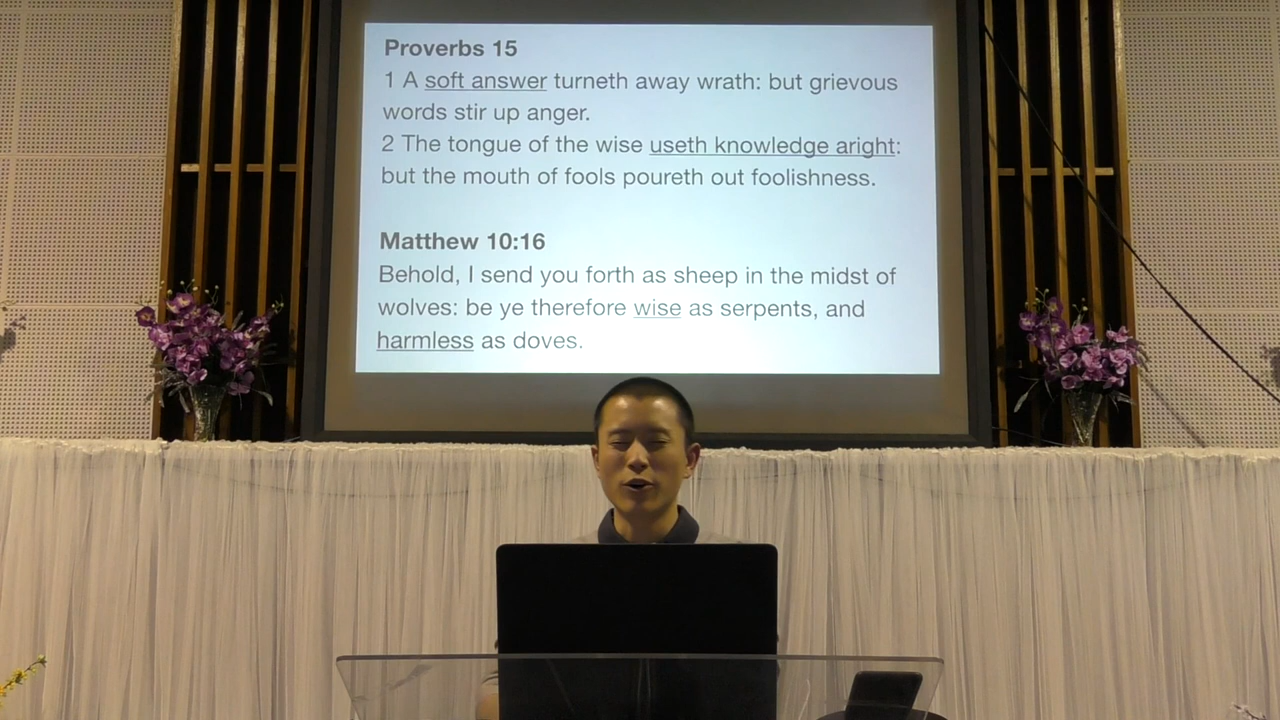 Proverbs 15
1 A soft answer turneth away wrath: but grievous
words stir up anger.
2 The tongue of the wise useth knowledge aright:
but the mouth of fools poureth out foolishness.
Matthew 10:16
Behold, I send you forth as sheep in the midst of
wolves: be ye therefore wise as serpents, and
harmless as doves.